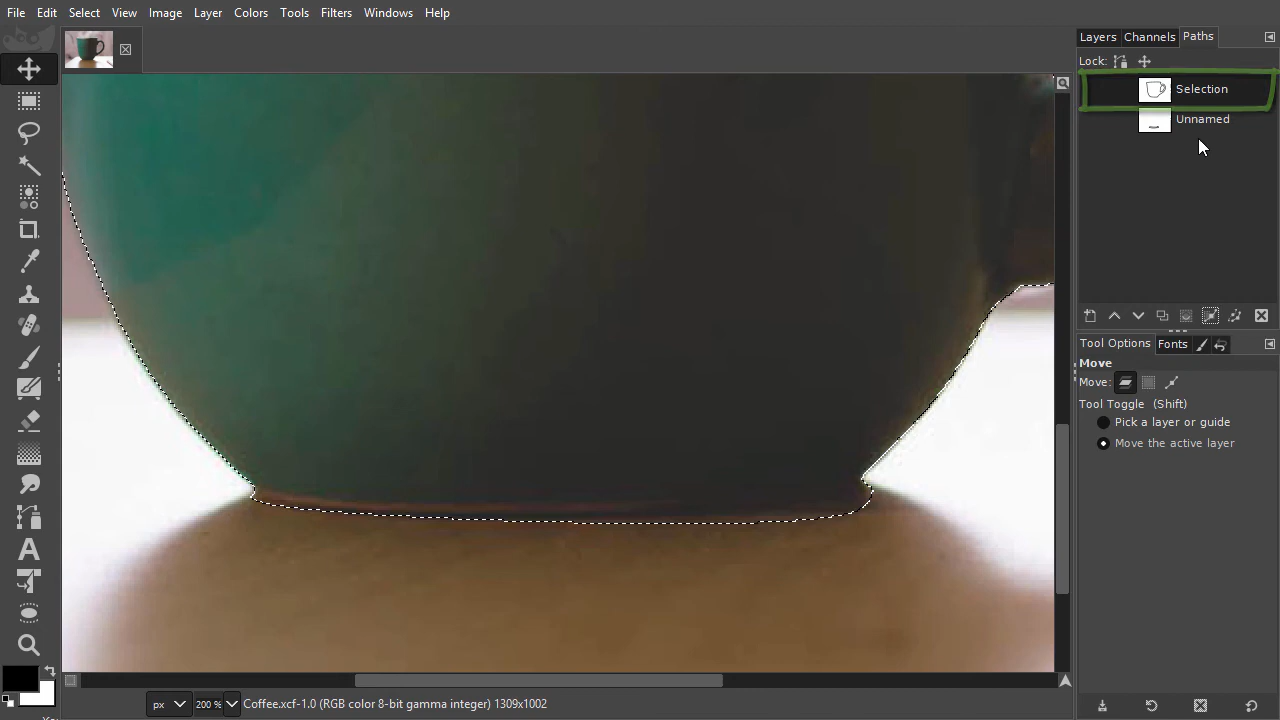 File Edit Select View Image Layer Colors Tools Filters Windows Help
Layers Channels Paths
Lock:
Selection
Unnamed
Tool Options Fonts
Move
Move:
Tool Toggle (Shift)
Pick a layer or guide
Move the active layer
px 200 % Coffee.xcf-1.0 (RGB color 8-bit gamma integer) 1309x1002